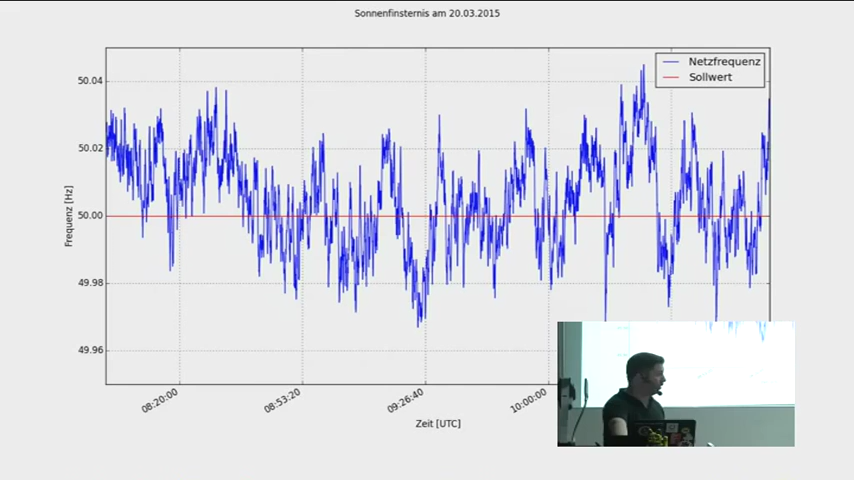 Sonnenfinsternis am 20.03.2015
Netzfrequenz
Sollwert
50.04
50.02
50.00
49.98
49.96
Frequenz [Hz]
08:20:00
08:53:20
09:26:40
10:00:00
Zeit [UTC]